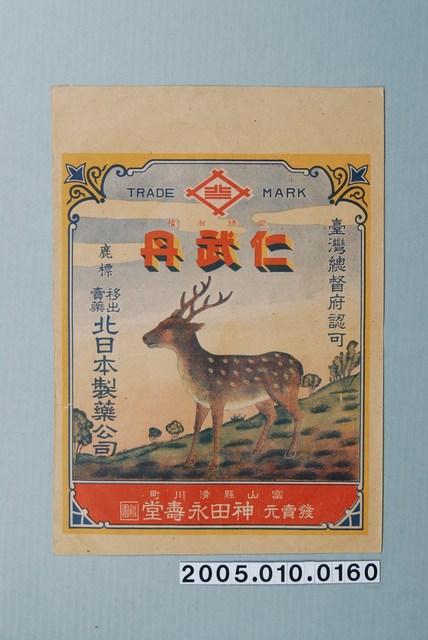 TRADE MARK
仁武丹
臺灣總督府認可
鹿標
移出
賣藥
北日本製藥公司
富山縣滑川町
發賣元 神田永壽堂
2005.010.0160